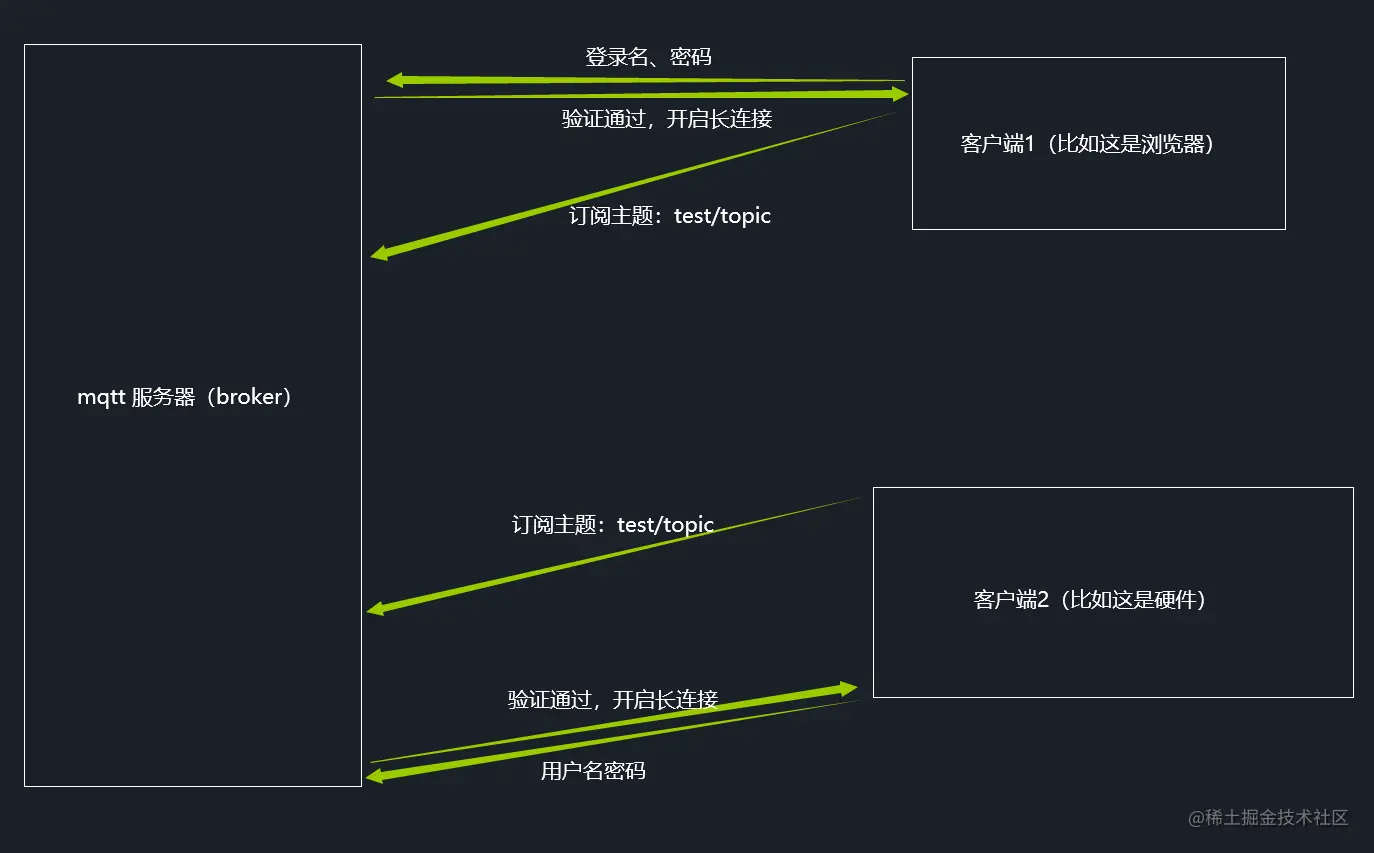 登录名、密码
验证通过，开启长连接
客户端1（比如这是浏览器）
订阅主题：test/topic
mqtt 服务器（broker）
订阅主题：test/topic
客户端2（比如这是硬件）
验证通过，开启长连接
用户名密码
@稀土掘金技术社区